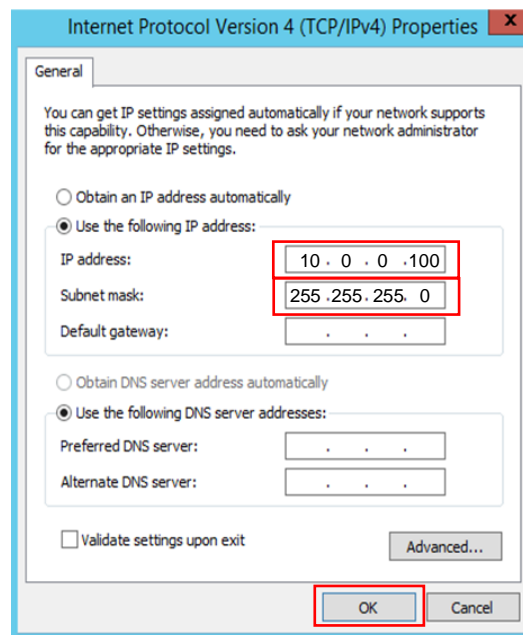 Internet Protocol Version 4 (TCP/IPv4) Properties x
General
You can get IP settings assigned automatically if your network supports
this capability. Otherwise, you need to ask your network administrator
for the appropriate IP settings.
Obtain an IP address automatically
Use the following IP address:
IP address: 10 . 0 . 0 .100
Subnet mask: 255 .255 .255. 0
Default gateway: . . .
Obtain DNS server address automatically
Use the following DNS server addresses:
Preferred DNS server: . . .
Alternate DNS server: . . .
Validate settings upon exit
Advanced...
OK Cancel